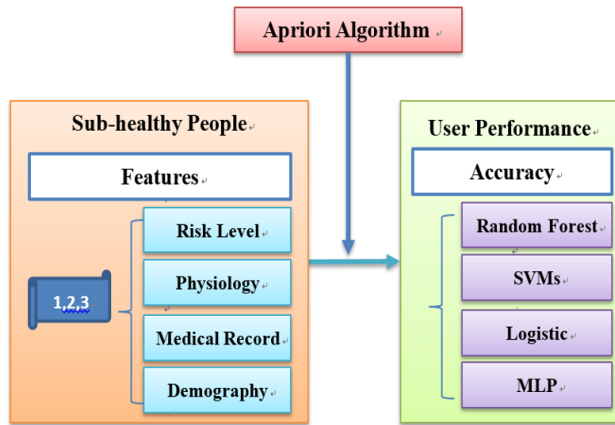 Apriori Algorithm
Sub-healthy People
Features
Risk Level
Physiology
1,2,3
Medical Record
Demography
User Performance
Accuracy
Random Forest
SVMs
Logistic
MLP